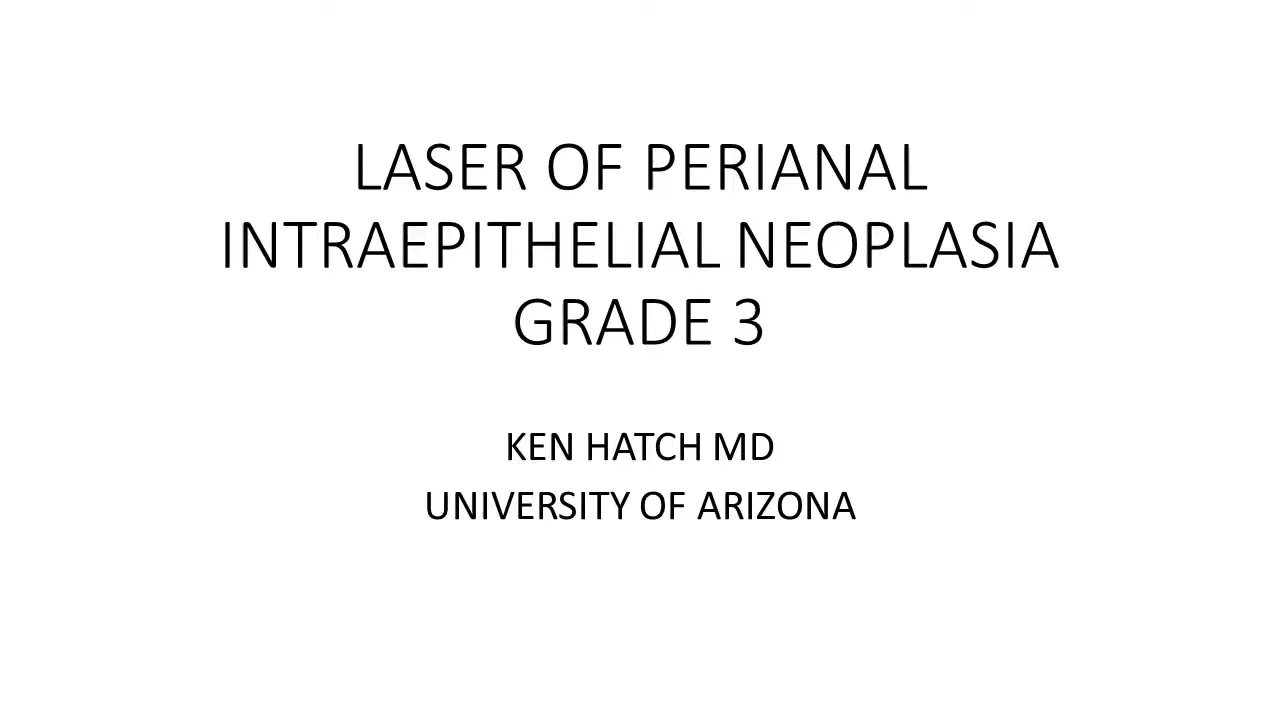 LASER OF PERIANAL
INTRAEPITHELIAL NEOPLASIA
GRADE 3
KEN HATCH MD
UNIVERSITY OF ARIZONA